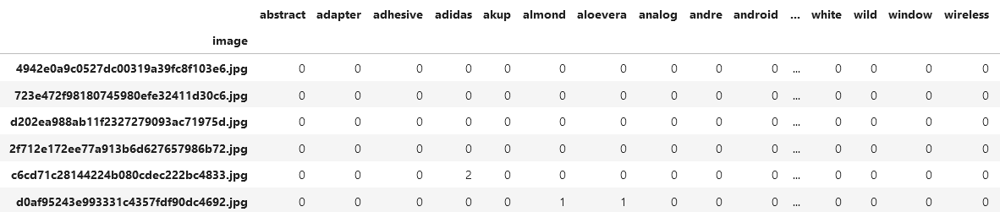 abstract adapter adhesive adidas akup almond aloevera analog andre android ... white wild window wireless
image
4942e0a9c0527dc00319a39fc8f103e6.jpg 0 0 0 0 0 0 0 0 0 0 ... 0 0 0 0
723e472f98180745980efe32411d30c6.jpg 0 0 0 0 0 0 0 0 0 0 ... 0 0 0 0
d202ea988ab11f2327279093ac71975d.jpg 0 0 0 0 0 0 0 0 0 0 ... 0 0 0 0
2f712e172ee77a913b6d627657986b72.jpg 0 0 0 0 0 0 0 0 0 0 ... 0 0 0 0
c6cd71c28144224b080cdec222bc4833.jpg 0 0 0 2 0 0 0 0 0 0 ... 0 0 0 0
d0af95243e993331c4357fdf90dc4692.jpg 0 0 0 0 0 1 1 0 0 0 ... 0 0 0 0